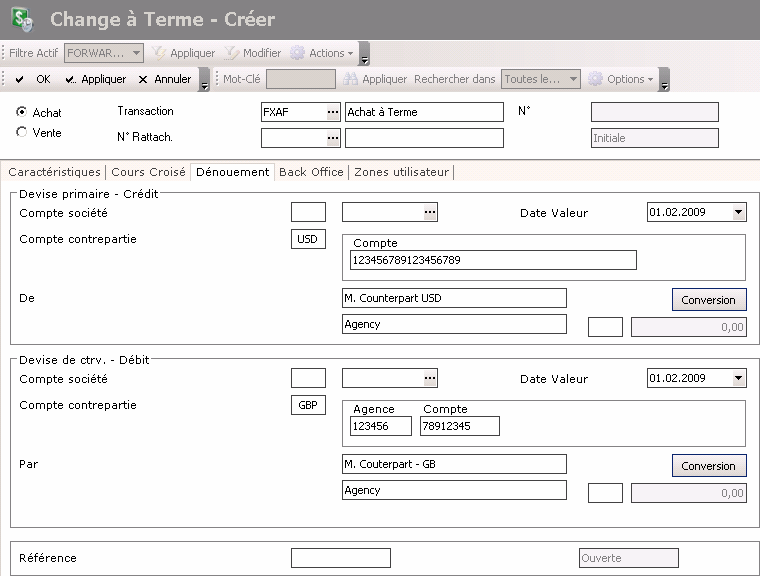 Change à Terme - Créer
Filtre Actif FORWAR... Appliquer Modifier Actions
OK Appliquer Annuler Mot-Clé Appliquer Rechercher dans Toutes le... Options
Achat Transaction FXAF ... Achat à Terme N°
Vente N° Rattach. ... Initiale
Caractéristiques Cours Croisé Dénouement Back Office Zones utilisateur
Devise primaire - Crédit
Compte société ... Date Valeur 01.02.2009
Compte contrepartie USD Compte
123456789123456789
De M. Counterpart USD Conversion
Agency 0,00
Devise de ctrv. - Débit
Compte société ... Date Valeur 01.02.2009
Compte contrepartie GBP Agence Compte
123456 78912345
Par M. Couterpart - GB Conversion
Agency 0,00
Référence Ouverte